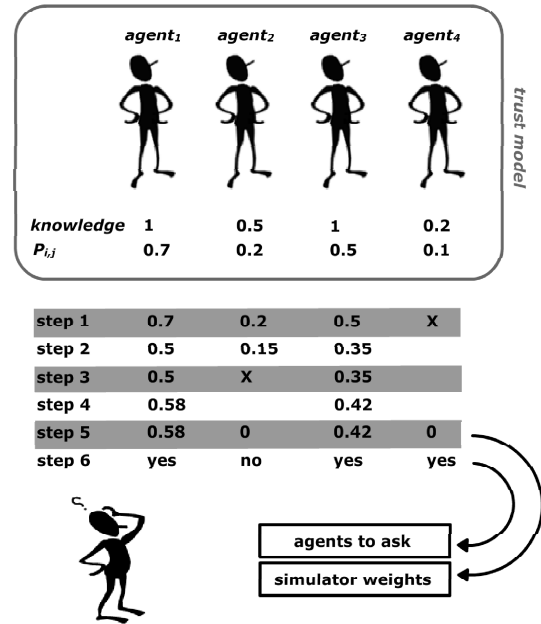 agent1 agent2 agent3 agent4
trust model
knowledge 1 0.5 1 0.2
Pi,j 0.7 0.2 0.5 0.1
step 1 0.7 0.2 0.5 X
step 2 0.5 0.15 0.35
step 3 0.5 X 0.35
step 4 0.58 0.42
step 5 0.58 0 0.42 0
step 6 yes no yes yes
?
agents to ask
simulator weights